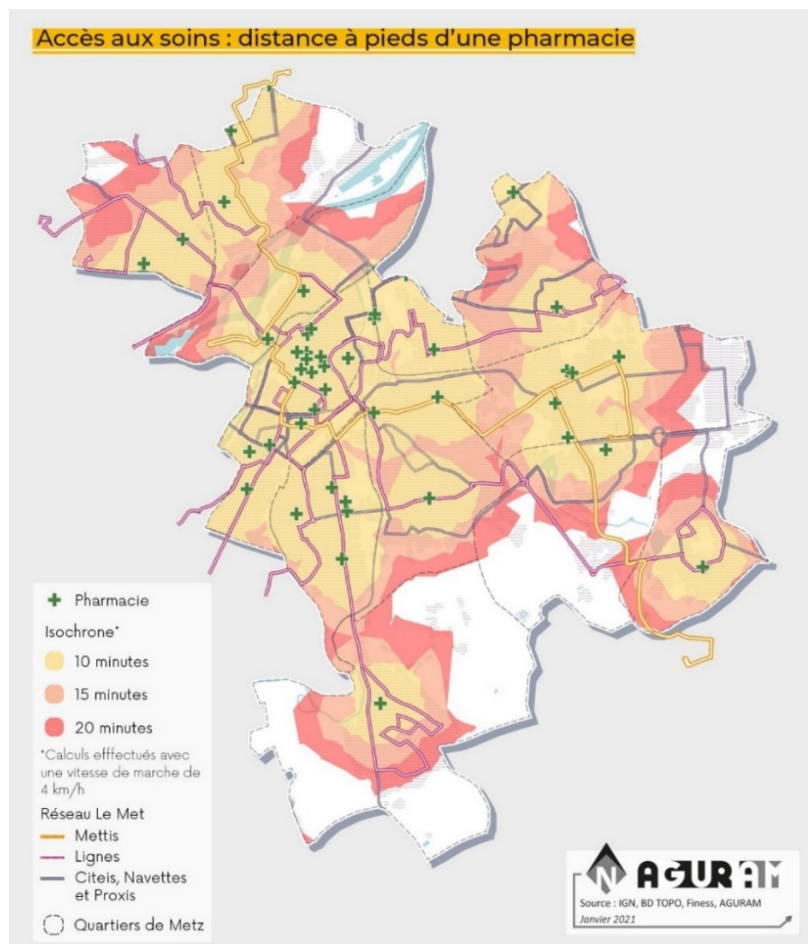 Accès aux soins : distance à pieds d'une pharmacie
Pharmacie
Isochrone*
10 minutes
15 minutes
20 minutes
*Calculs efffectués avec
une vitesse de marche de
4 km/h
Réseau Le Met
Mettis
Lignes
Citeis, Navettes
et Proxis
Quartiers de Metz
N AGURAM
Source : IGN, BD TOPO, Finess, AGURAM
Janvier 2021